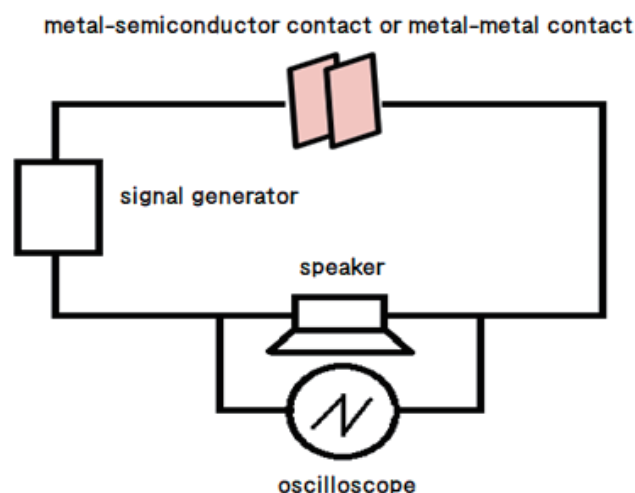 metal-semiconductor contact or metal-metal contact
signal generator
speaker
oscilloscope